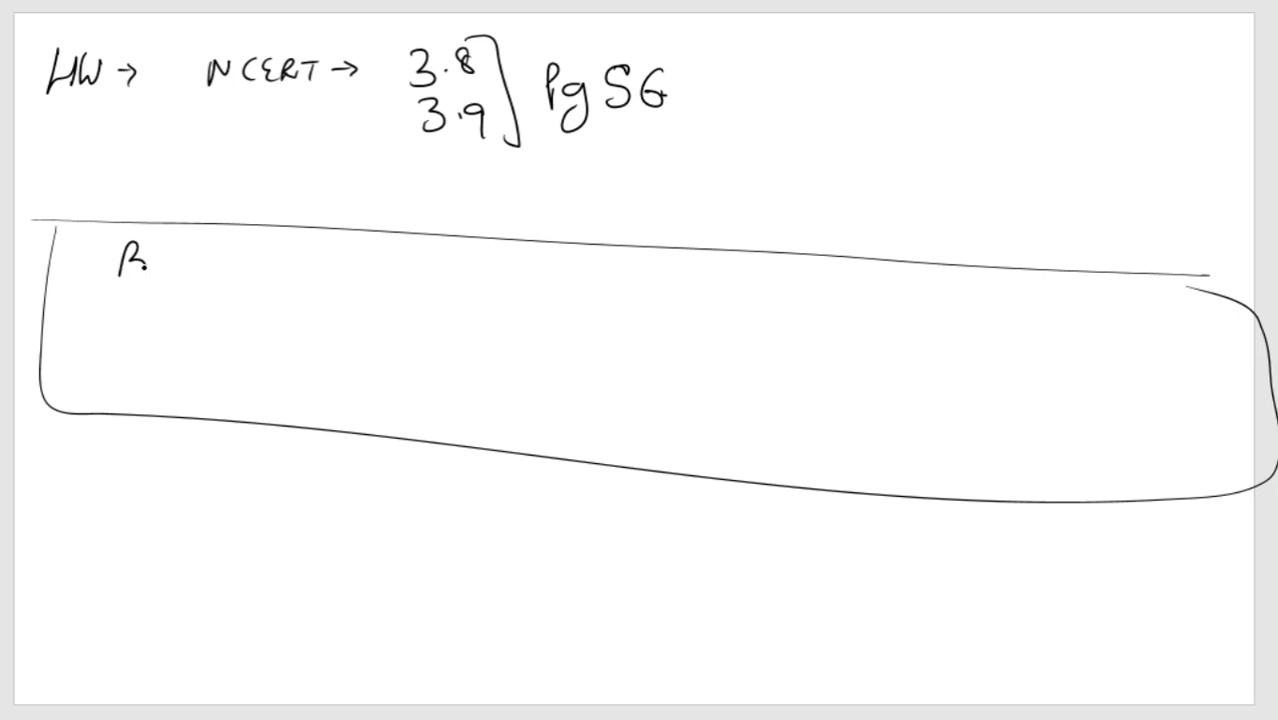 HW → NCERT → 3.8
3.9 ] Pg 56